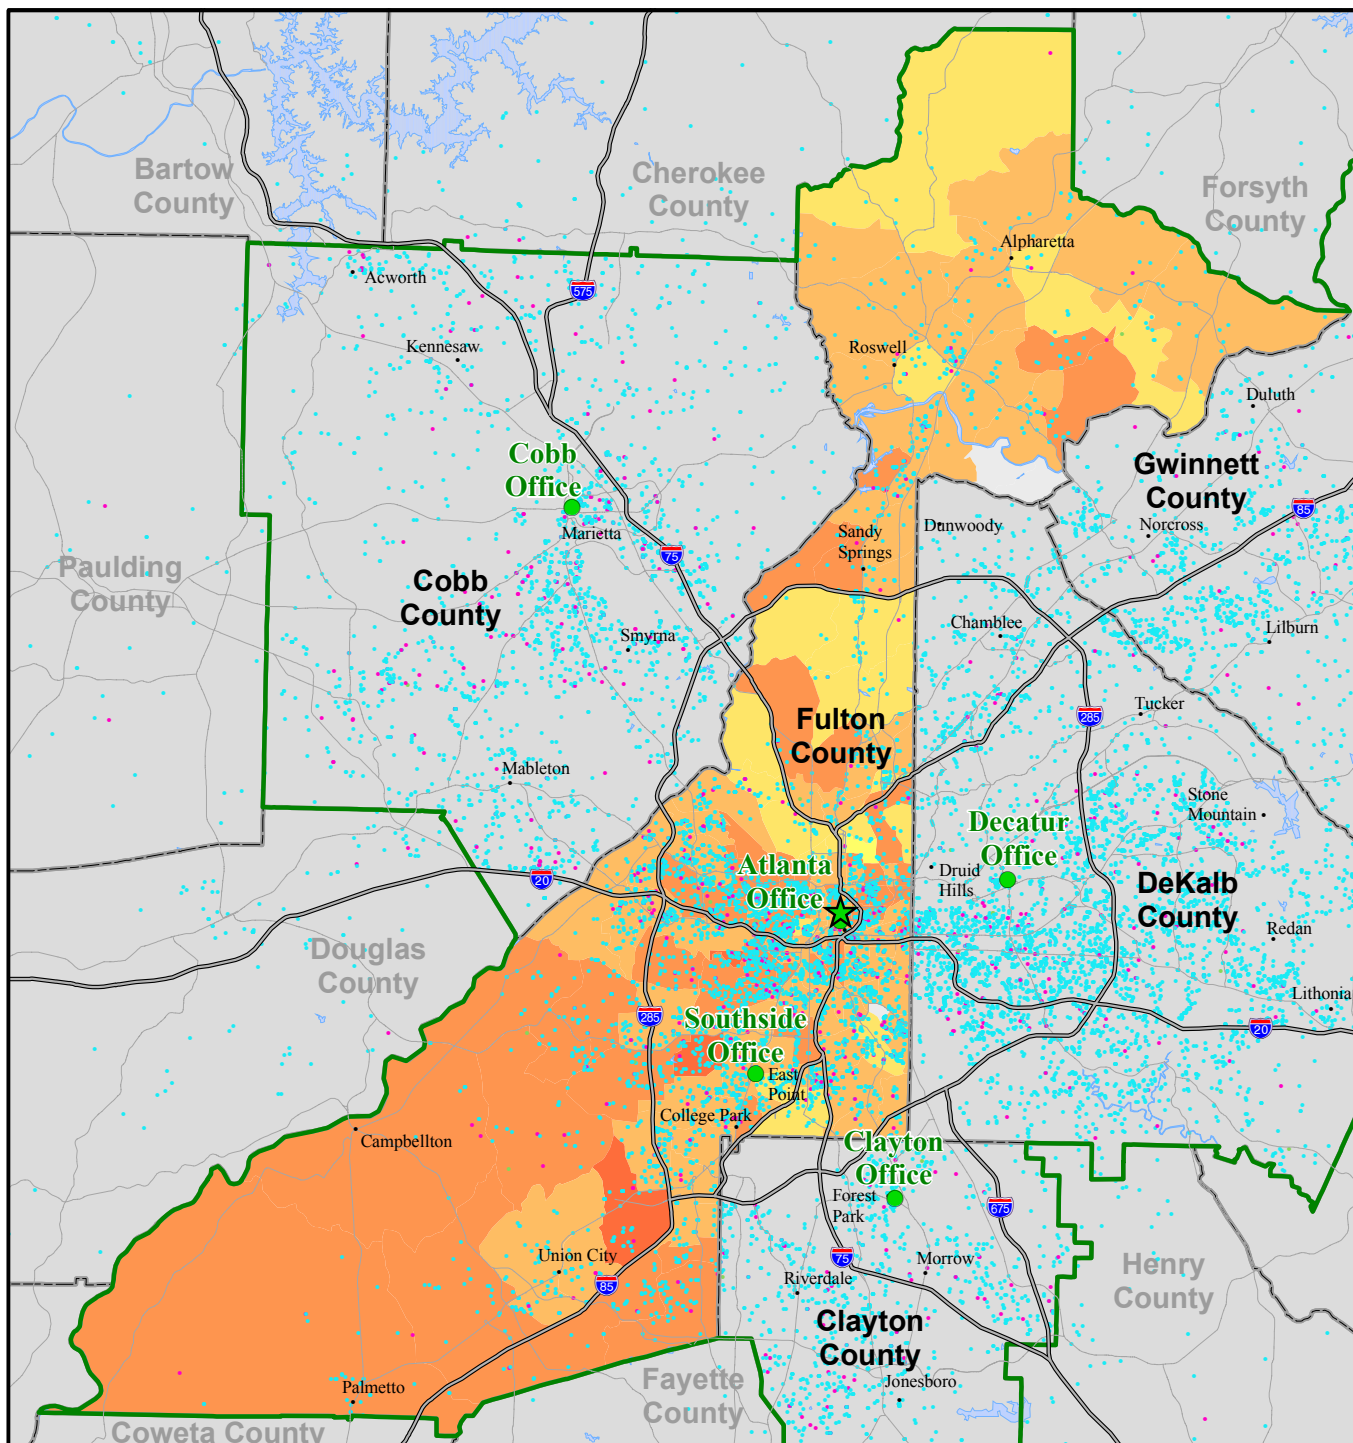 Bartow
County
Cherokee
County
Forsyth
County
Alpharetta
Acworth
575
Kennesaw
Roswell
Duluth
Cobb
Office
Gwinnett
County
85
Marietta
Sandy
Springs
Dunwoody
Norcross
Paulding
County
Cobb
County
75
Smyrna
Chamblee
Lilburn
Fulton
County
Tucker
285
Mableton
Stone
Mountain
Decatur
Office
20
Atlanta
Office
Druid
Hills
DeKalb
County
Redan
Douglas
County
Lithonia
285
Southside
Office
20
East
Point
College Park
Campbellton
Clayton
Office
Forest
Park
675
Union City
85
75
Morrow
Riverdale
Henry
County
Clayton
County
Palmetto
Fayette
County
Jonesboro
Coweta County